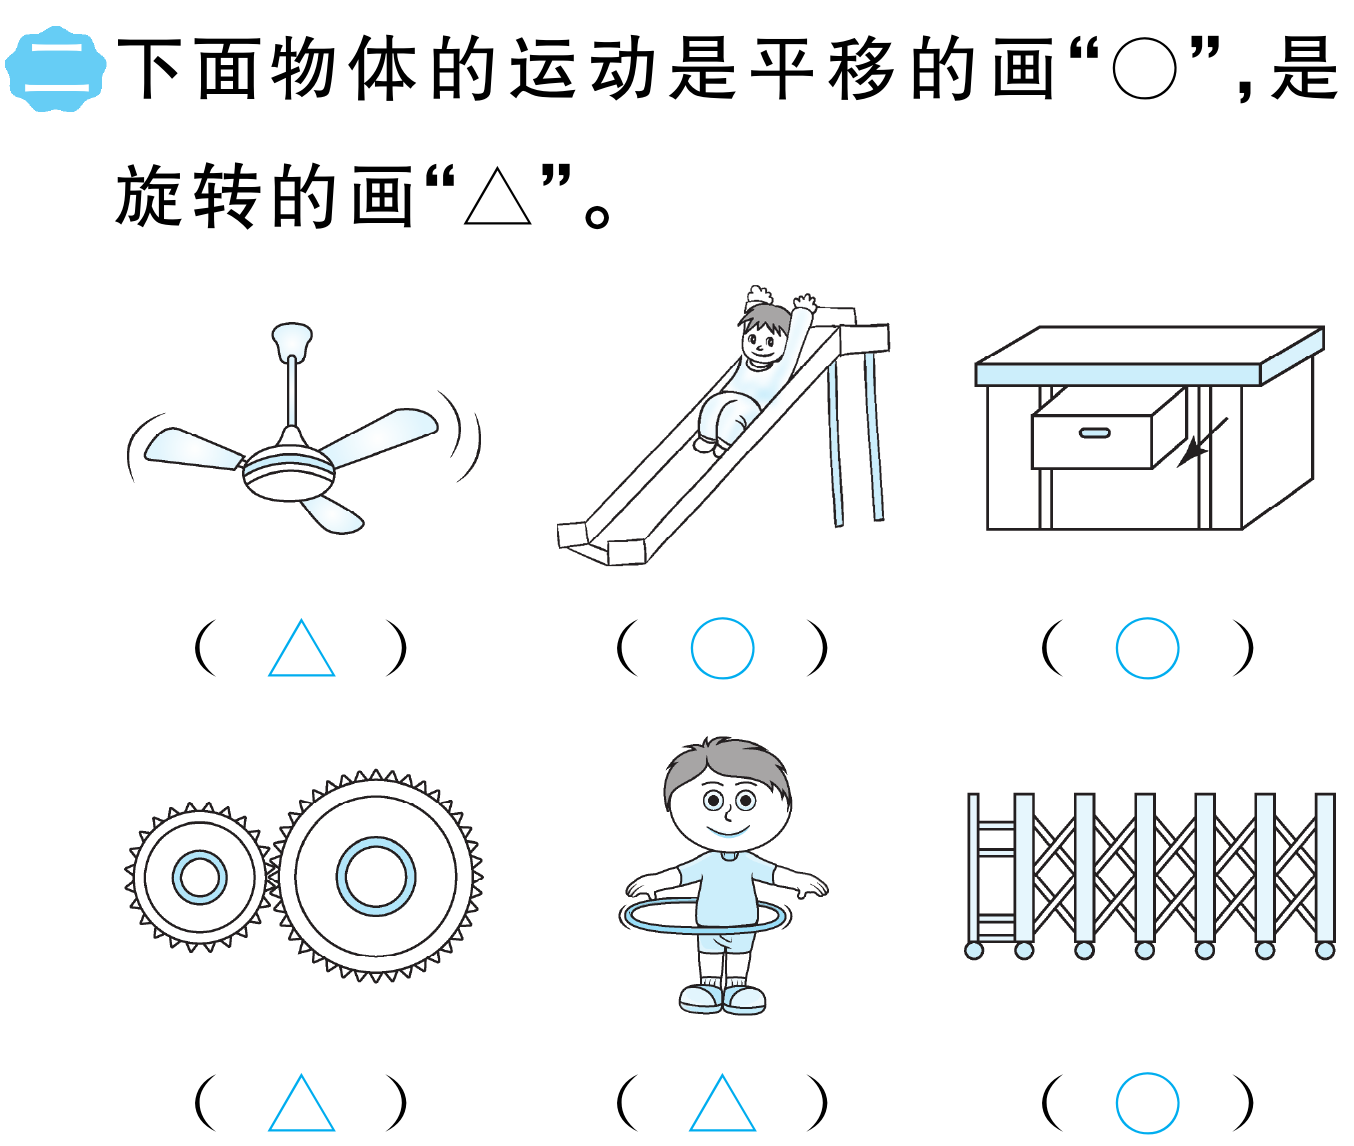 二 下面物体的运动是平移的画“○”,是
旋转的画“△”。
( △ ) ( ○ ) ( ○ )
( △ ) ( △ ) ( ○ )